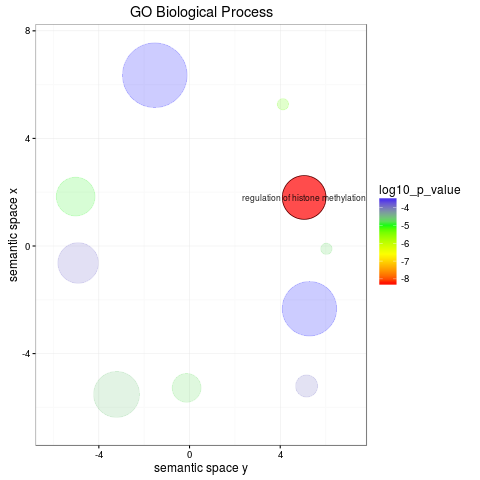 GO Biological Process
8
4
0
-4
semantic space x
regulation of histone methylation
-4
0
4
semantic space y
log10_p_value
-4
-5
-6
-7
-8